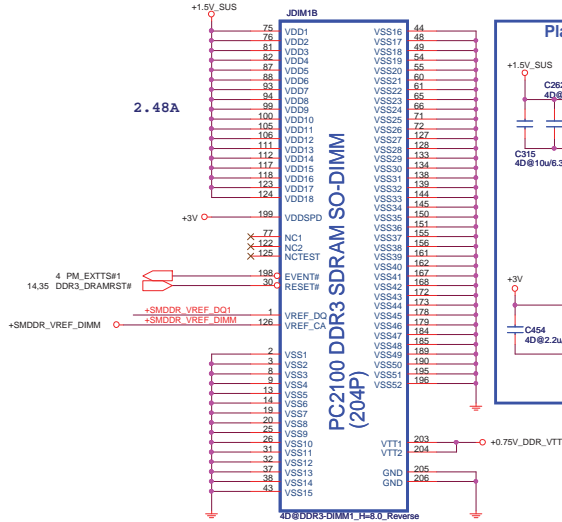 +1.5V_SUS
JDIM1B
Pla
2.48A
75 VDD1 VSS16 44
76 VDD2 VSS17 48
81 VDD3 VSS18 49
82 VDD4 VSS19 54
87 VDD5 VSS20 55
88 VDD6 VSS21 60
93 VDD7 VSS22 61
94 VDD8 VSS23 65
99 VDD9 VSS24 66
100 VDD10 VSS25 71
105 VDD11 VSS26 72
106 VDD12 VSS27 127
111 VDD13 VSS28 128
112 VDD14 VSS29 133
117 VDD15 VSS30 134
118 VDD16 VSS31 138
123 VDD17 VSS32 139
124 VDD18 VSS33 144
VSS34 145
+3V 199 VDDSPD VSS35 150
VSS36 151
77 NC1 VSS37 155
122 NC2 VSS38 156
125 NCTEST VSS39 161
VSS40 162
4 PM_EXTTS#1 198 EVENT# VSS41 167
14,35 DDR3_DRAMRST# 30 RESET# VSS42 168
VSS43 172
VSS44 173
+SMDDR_VREF_DQ1 1 VREF_DQ VSS45 178
+SMDDR_VREF_DIMM +SMDDR_VREF_DIMM 126 VREF_CA VSS46 179
VSS47 184
VSS48 185
2 VSS1 VSS49 189
3 VSS2 VSS50 190
8 VSS3 VSS51 195
9 VSS4 VSS52 196
13 VSS5
14 VSS6
19 VSS7
20 VSS8
25 VSS9
26 VSS10 VTT1 203
31 VSS11 VTT2 204 +0.75V_DDR_VTT
32 VSS12
37 VSS13 GND 205
38 VSS14 GND 206
43 VSS15
PC2100 DDR3 SDRAM SO-DIMM
(204P)
4D@DDR3-DIMM1_H=8.0_Reverse
+1.5V_SUS
C262
4D@
C315
4D@10u/6.3
+3V
C454
4D@2.2u